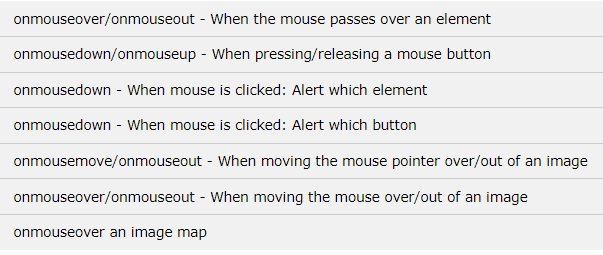 onmouseover/onmouseout - When the mouse passes over an element
onmousedown/onmouseup - When pressing/releasing a mouse button
onmousedown - When mouse is clicked: Alert which element
onmousedown - When mouse is clicked: Alert which button
onmousemove/onmouseout - When moving the mouse pointer over/out of an image
onmouseover/onmouseout - When moving the mouse over/out of an image
onmouseover an image map